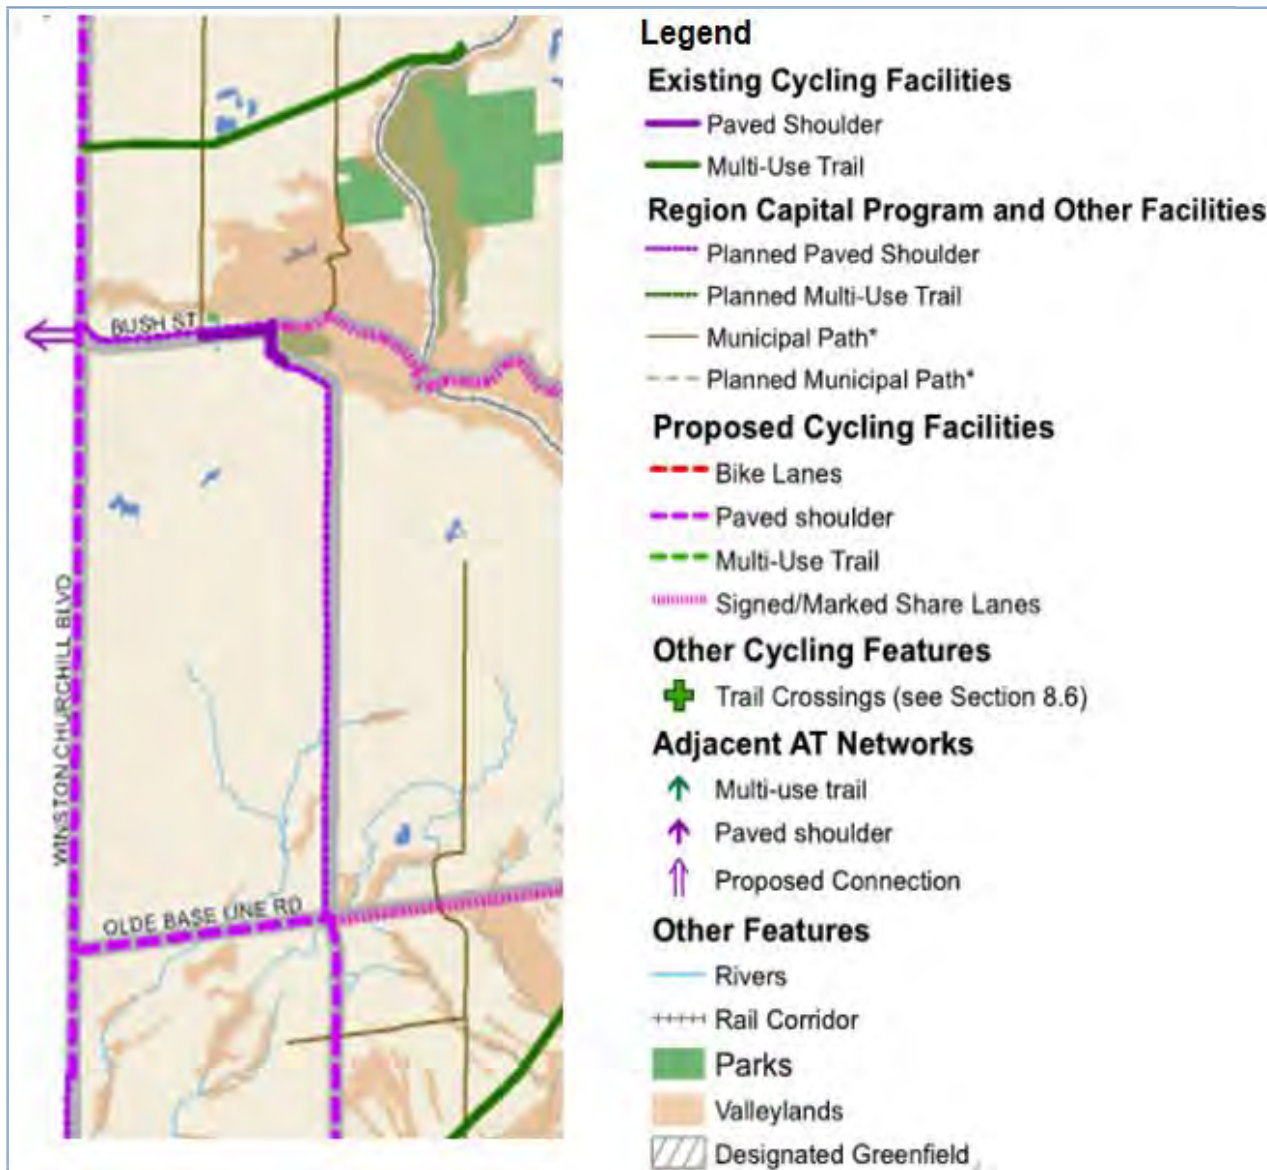 BUSH ST
WINSTON CHURCHILL BLVD
OLDE BASE LINE RD
Legend
Existing Cycling Facilities
Paved Shoulder
Multi-Use Trail
Region Capital Program and Other Facilities
Planned Paved Shoulder
Planned Multi-Use Trail
Municipal Path*
Planned Municipal Path*
Proposed Cycling Facilities
Bike Lanes
Paved shoulder
Multi-Use Trail
Signed/Marked Share Lanes
Other Cycling Features
Trail Crossings (see Section 8.6)
Adjacent AT Networks
Multi-use trail
Paved shoulder
Proposed Connection
Other Features
Rivers
Rail Corridor
Parks
Valleylands
Designated Greenfield